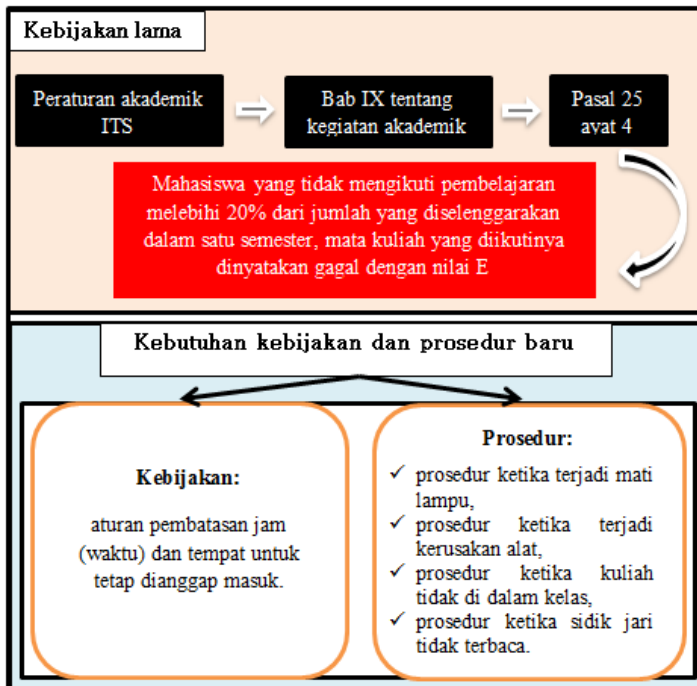 Kebijakan lama
Peraturan akademik
ITS
Bab IX tentang
kegiatan akademik
Pasal 25
ayat 4
Mahasiswa yang tidak mengikuti pembelajaran
melebihi 20% dari jumlah yang diselenggarakan
dalam satu semester, mata kuliah yang diikutinya
dinyatakan gagal dengan nilai E
Kebutuhan kebijakan dan prosedur baru
Kebijakan:
aturan pembatasan jam
(waktu) dan tempat untuk
tetap dianggap masuk.
Prosedur:
✓ prosedur ketika terjadi mati
lampu,
✓ prosedur ketika terjadi
kerusakan alat,
✓ prosedur ketika kuliah
tidak di dalam kelas,
✓ prosedur ketika sidik jari
tidak terbaca.